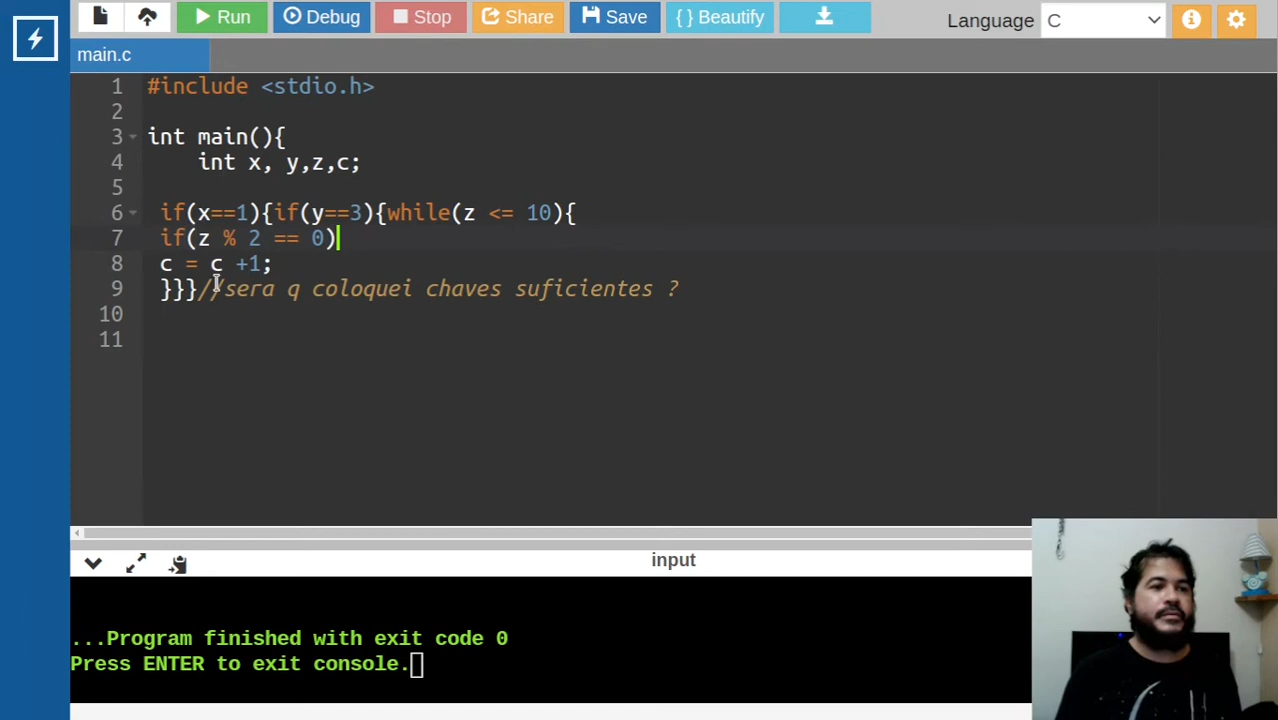 Run Debug Stop Share Save { } Beautify Language C
main.c
1 #include <stdio.h>
2
3 int main(){
4 int x, y,z,c;
5
6 if(x==1){if(y==3){while(z <= 10){
7 if(z % 2 == 0)
8 c = c +1;
9 }}}//sera q coloquei chaves suficientes ?
10
11
input
...Program finished with exit code 0
Press ENTER to exit console.